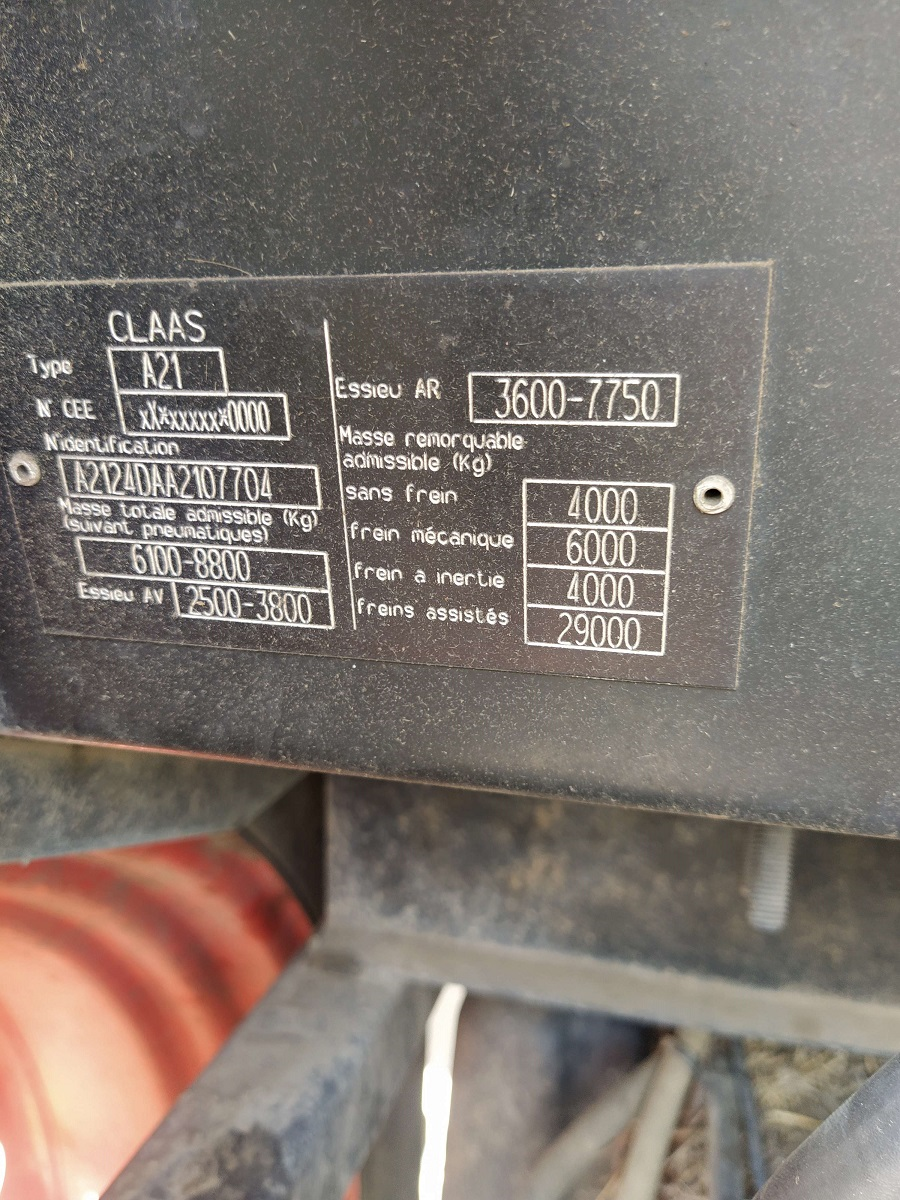 CLAAS
Type A21
N° CEE xX*xxxxx*0000
N°identification
A2124DAA2107704
Masse totale admissible (Kg)
(suivant pneumatiques)
6100-8800
Essieu AV 2500-3800
Essieu AR 3600-7750
Masse remorquable
admissible (Kg)
sans frein 4000
frein mécanique 6000
frein a inertie 4000
freins assistés 29000